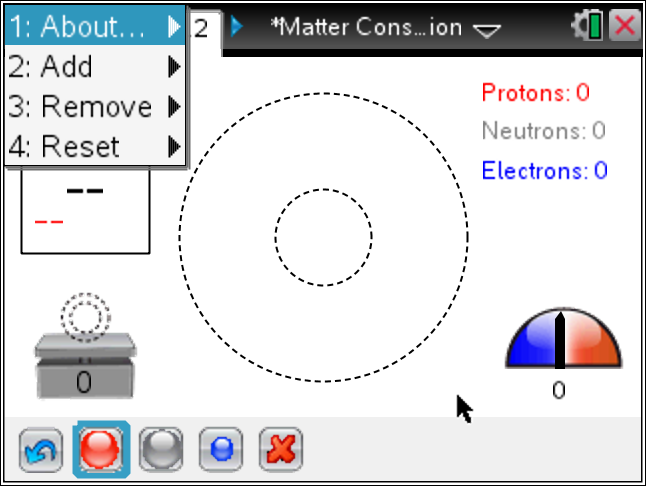 1: About... .2 *Matter Cons...ion
2: Add
3: Remove
4: Reset
Protons: 0
Neutrons: 0
Electrons: 0
--
--
0
0